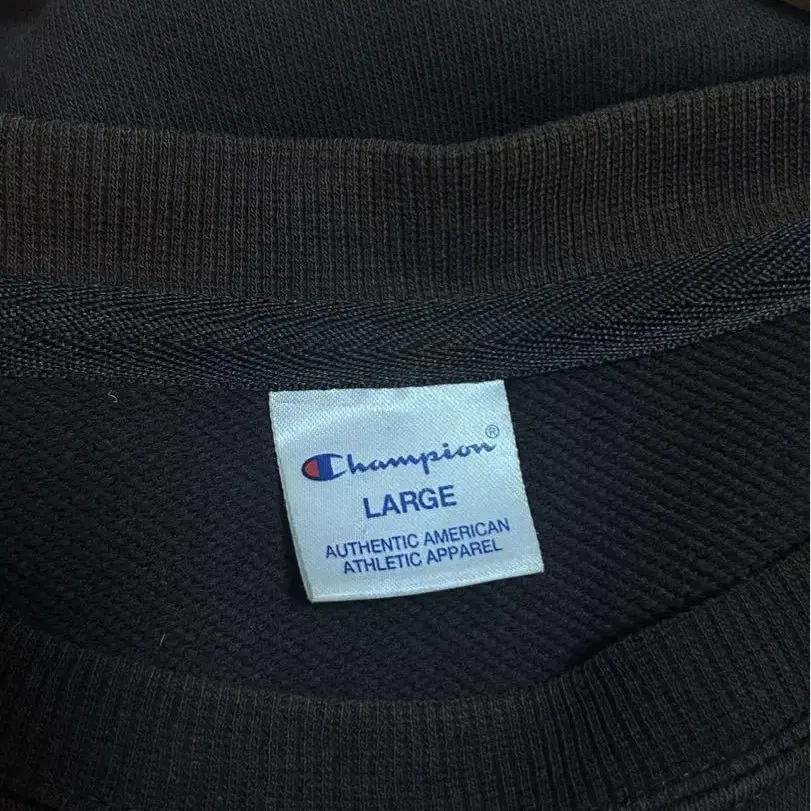 Champion®
LARGE
AUTHENTIC AMERICAN
ATHLETIC APPAREL